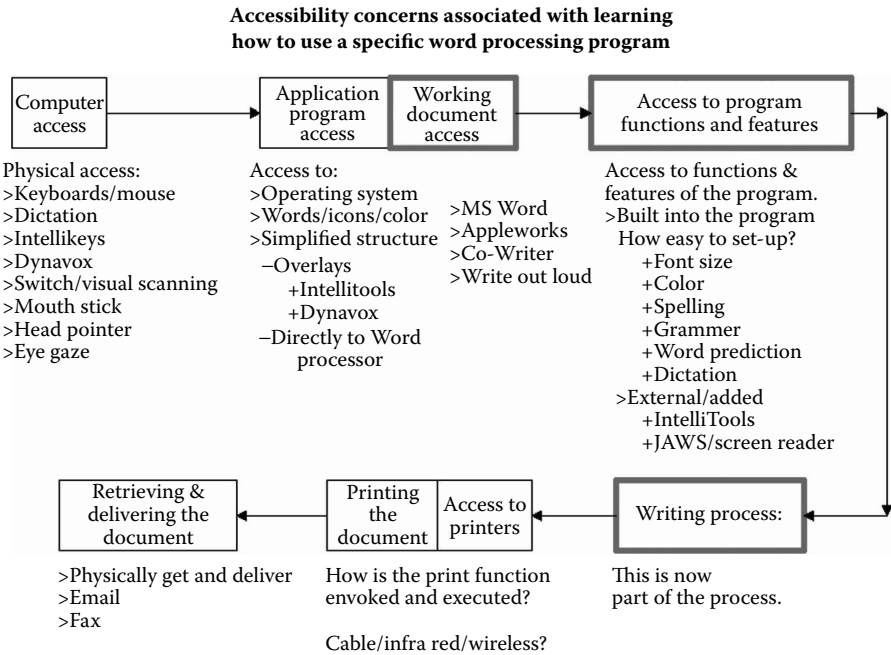 Accessibility concerns associated with learning
how to use a specific word processing program
Computer
access
Application
program
access
Working
document
access
Access to program
functions and features
Physical access:
>Keyboards/mouse
>Dictation
>Intellikeys
>Dynavox
>Switch/visual scanning
>Mouth stick
>Head pointer
>Eye gaze
Access to:
>Operating system
>Words/icons/color
>Simplified structure
–Overlays
+Intellitools
+Dynavox
–Directly to Word
processor
>MS Word
>Appleworks
>Co-Writer
>Write out loud
Access to functions &
features of the program.
>Built into the program
How easy to set-up?
+Font size
+Color
+Spelling
+Grammer
+Word prediction
+Dictation
>External/added
+IntelliTools
+JAWS/screen reader
Retrieving &
delivering the
document
Printing
the
document
Access to
printers
Writing process:
>Physically get and deliver
>Email
>Fax
How is the print function
envoked and executed?
Cable/infra red/wireless?
This is now
part of the process.